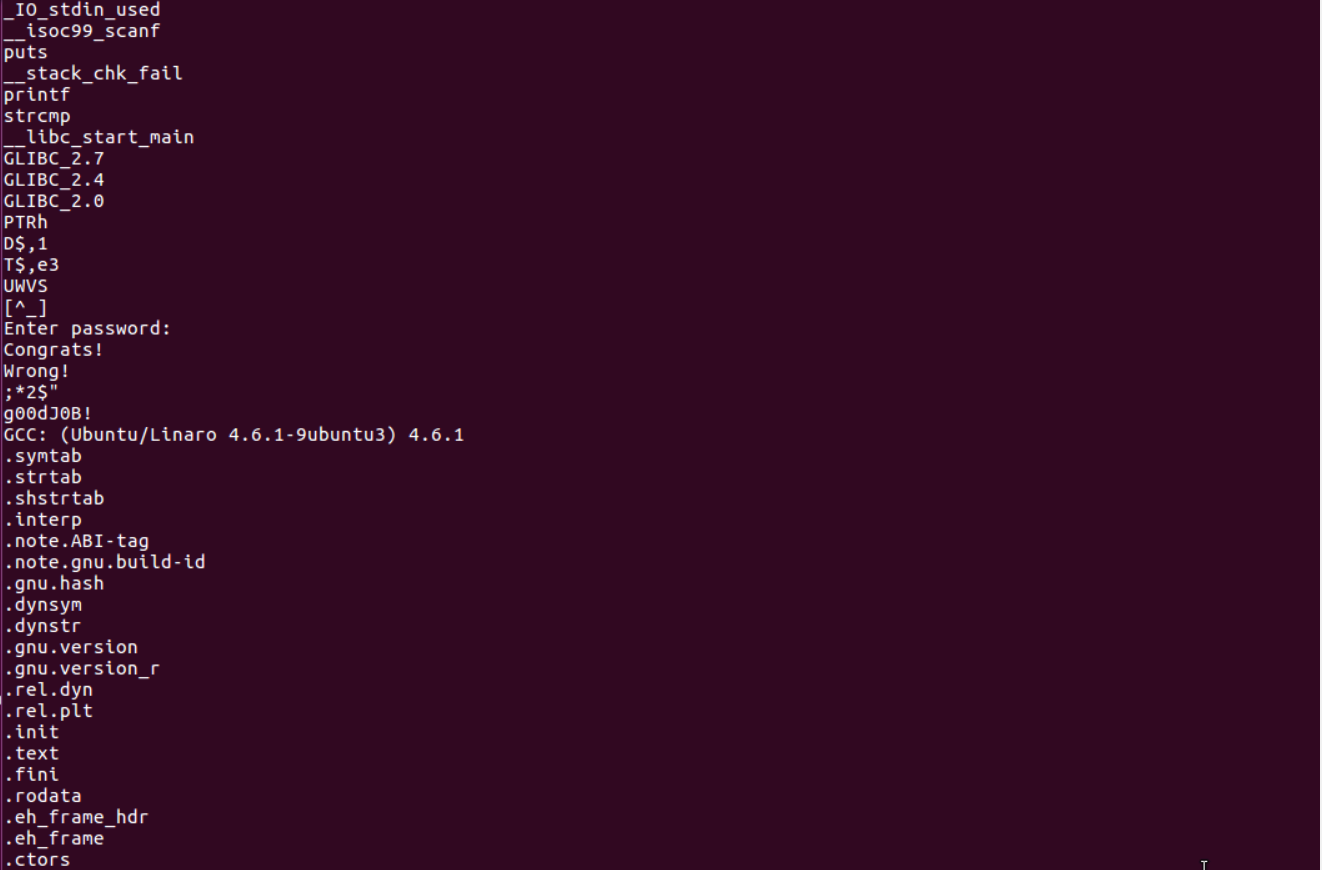 _IO_stdin_used
__isoc99_scanf
puts
__stack_chk_fail
printf
strcmp
__libc_start_main
GLIBC_2.7
GLIBC_2.4
GLIBC_2.0
PTRh
D$,1
T$,e3
UWVS
[^_]
Enter password:
Congrats!
Wrong!
;*2$"
g00dJ0B!
GCC: (Ubuntu/Linaro 4.6.1-9ubuntu3) 4.6.1
.symtab
.strtab
.shstrtab
.interp
.note.ABI-tag
.note.gnu.build-id
.gnu.hash
.dynsym
.dynstr
.gnu.version
.gnu.version_r
.rel.dyn
.rel.plt
.init
.text
.fini
.rodata
.eh_frame_hdr
.eh_frame
.ctors